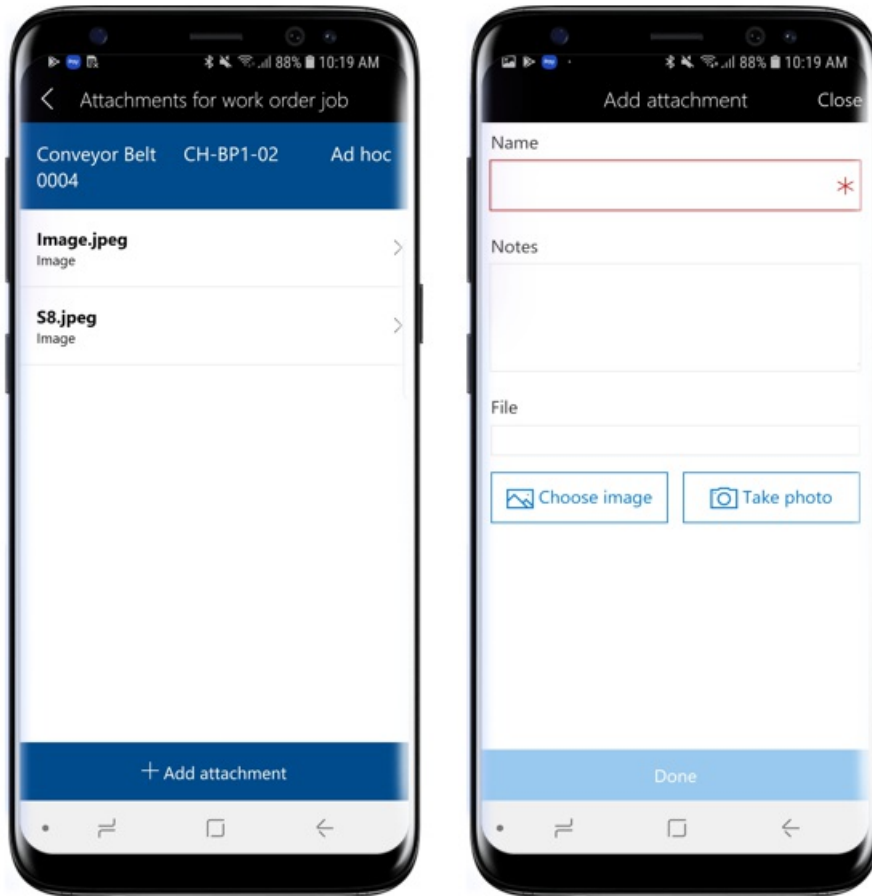 88% 10:19 AM
Attachments for work order job
Conveyor Belt CH-BP1-02 Ad hoc
0004
Image.jpeg
Image
S8.jpeg
Image
+ Add attachment
88% 10:19 AM
Add attachment Close
Name
*
Notes
File
Choose image Take photo
Done